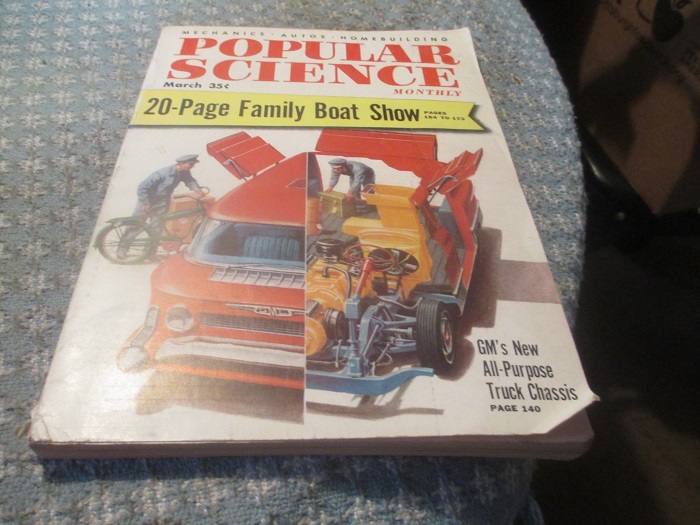 MECHANICS · AUTOS · HOMEBUILDING
POPULAR
SCIENCE
March 35¢
MONTHLY
20-Page Family Boat Show
PAGES
GMC
GM's New
All-Purpose
Truck Chassis
PAGE 140